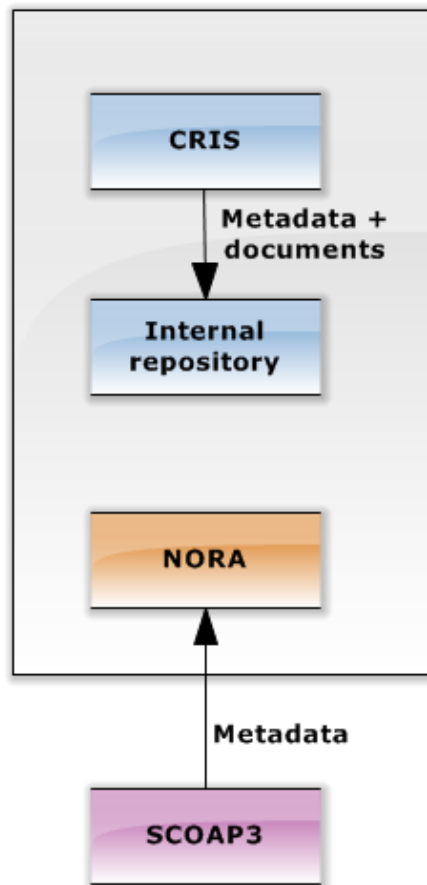 CRIS
Metadata +
documents
Internal
repository
NORA
Metadata
SCOAP3